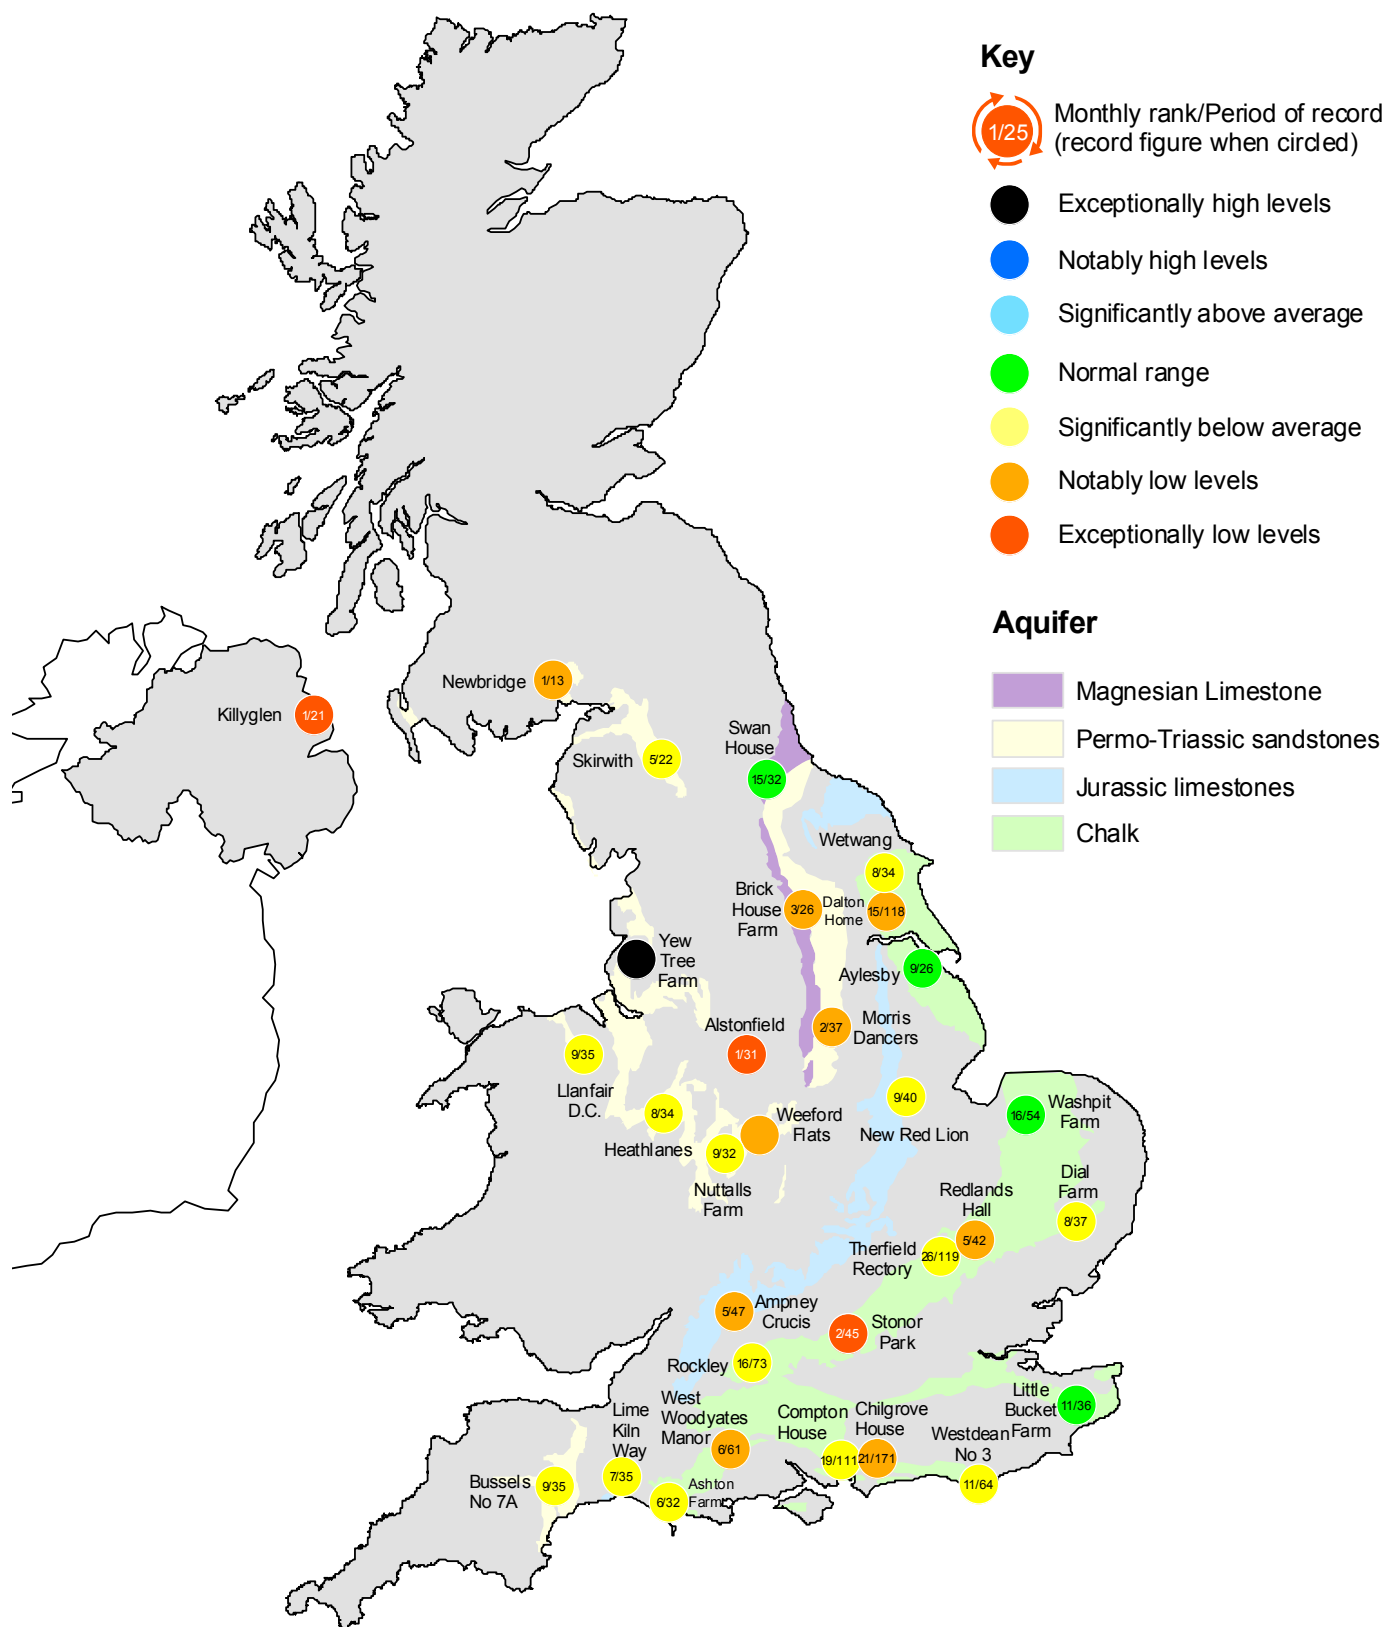 Key
1/25
Monthly rank/Period of record
(record figure when circled)
Exceptionally high levels
Notably high levels
Significantly above average
Normal range
Significantly below average
Notably low levels
Exceptionally low levels
Aquifer
Magnesian Limestone
Permo-Triassic sandstones
Jurassic limestones
Chalk
Newbridge
1/13
Killyglen
1/21
Skirwith
5/22
Swan
House
15/32
Wetwang
8/34
Brick
House
Farm
3/26
Dalton
Home
15/118
Yew
Tree
Farm
Aylesby
9/26
Alstonfield
1/31
Morris
Dancers
2/37
9/35
Llanfair
D.C.
8/34
Heathlanes
Weeford
Flats
9/32
Nuttalls
Farm
9/40
New Red Lion
16/54
Washpit
Farm
Dial
Farm
8/37
Redlands
Hall
5/42
Therfield
Rectory
26/119
5/47
Ampney
Crucis
2/45
Stonor
Park
Rockley
16/73
West
Woodyates
Manor
6/61
Lime
Kiln
Way
7/35
Compton
House
19/111
Chilgrove
House
21/171
Little
Bucket
Farm
11/36
Westdean
No 3
11/64
Bussels
No 7A
9/35
Ashton
Farm
6/32